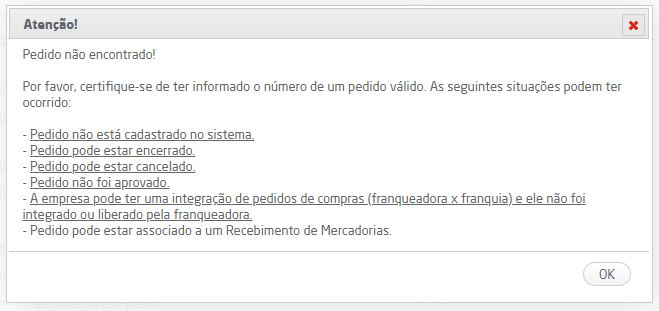 Atenção!
Pedido não encontrado!
Por favor, certifique-se de ter informado o número de um pedido válido. As seguintes situações podem ter
ocorrido:
- Pedido não está cadastrado no sistema.
- Pedido pode estar encerrado.
- Pedido pode estar cancelado.
- Pedido não foi aprovado.
- A empresa pode ter uma integração de pedidos de compras (franqueadora x franquia) e ele não foi
integrado ou liberado pela franqueadora.
- Pedido pode estar associado a um Recebimento de Mercadorias.
OK